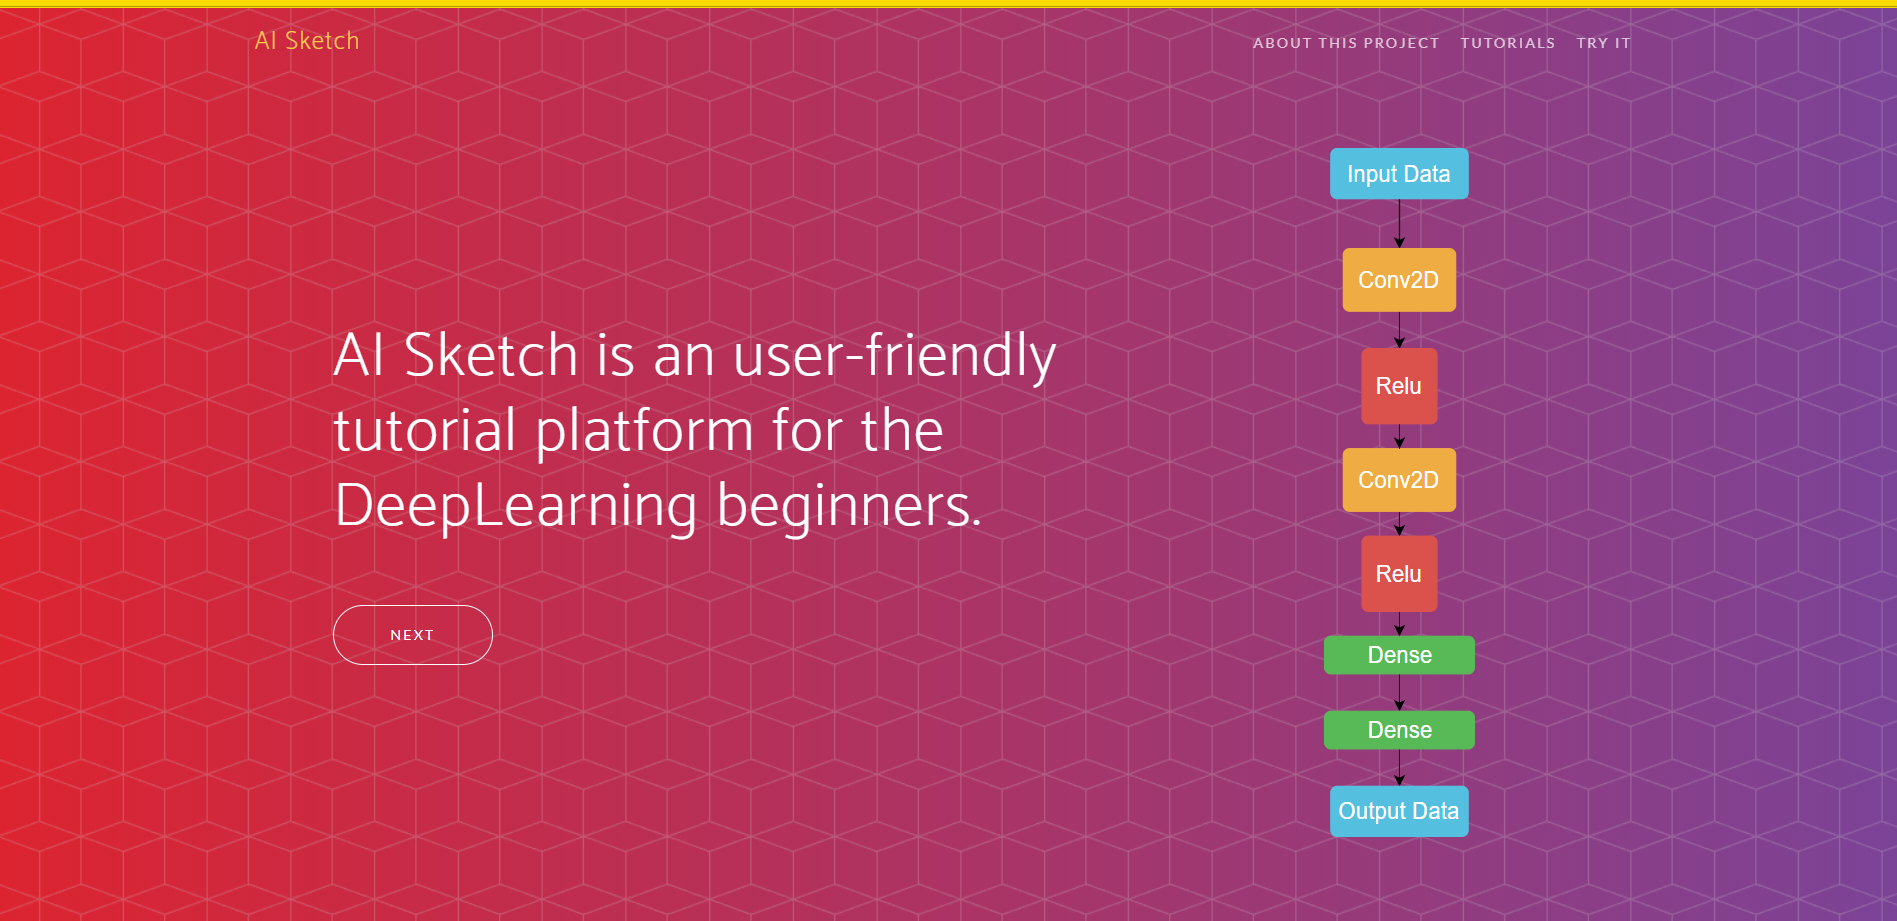 AI Sketch
ABOUT THIS PROJECT TUTORIALS TRY IT
AI Sketch is an user-friendly
tutorial platform for the
DeepLearning beginners.
NEXT
Input Data
Conv2D
Relu
Conv2D
Relu
Dense
Dense
Output Data